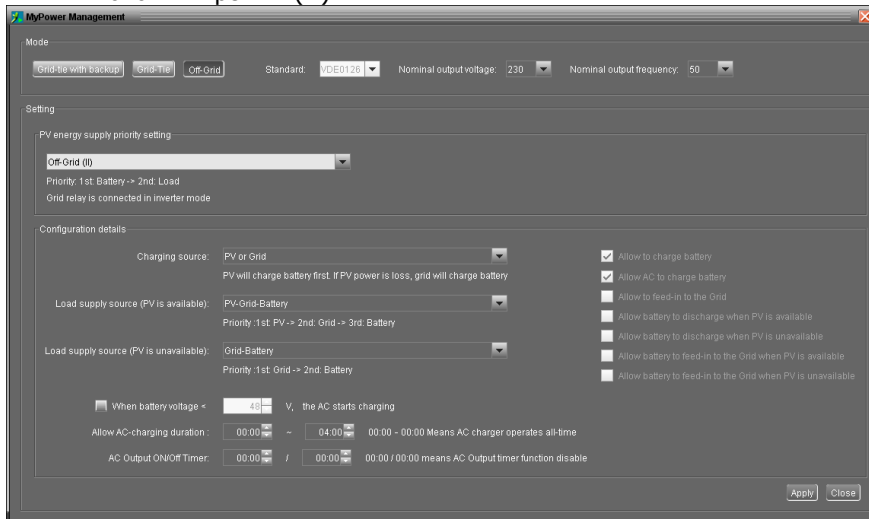 MyPower Management
Mode
Grid-tie with backup Grid-Tie Off-Grid Standard: VDE0126 Nominal output voltage: 230 Nominal output frequency: 50
Setting
PV energy supply priority setting
Off-Grid (II)
Priority: 1st: Battery -> 2nd: Load
Grid relay is connected in inverter mode
Configuration details
Charging source: PV or Grid
PV will charge battery first. If PV power is loss, grid will charge battery
Load supply source (PV is available): PV-Grid-Battery
Priority :1st: PV -> 2nd: Grid -> 3rd: Battery
Load supply source (PV is unavailable): Grid-Battery
Priority :1st: Grid -> 2nd: Battery
Allow to charge battery
Allow AC to charge battery
Allow to feed-in to the Grid
Allow battery to discharge when PV is available
Allow battery to discharge when PV is unavailable
Allow battery to feed-in to the Grid when PV is available
Allow battery to feed-in to the Grid when PV is unavailable
When battery voltage < 48 V, the AC starts charging
Allow AC-charging duration : 00:00 ~ 04:00 00:00 - 00:00 Means AC charger operates all-time
AC Output ON/Off Timer: 00:00 / 00:00 00:00 / 00:00 means AC Output timer function disable
Apply Close